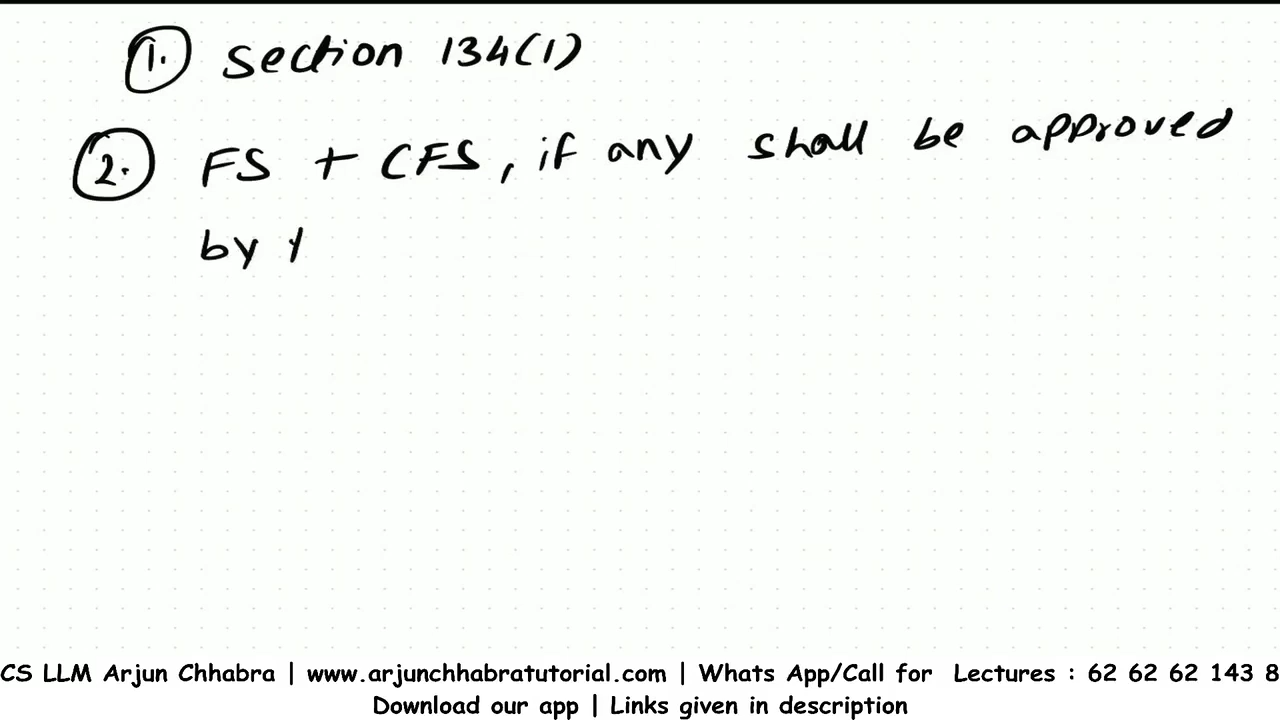 1. Section 134(1)
2. FS + CFS, if any shall be approved
by
CS LLM Arjun Chhabra | www.arjunchhabratutorial.com | Whats App/Call for Lectures : 62 62 62 143 8
Download our app | Links given in description